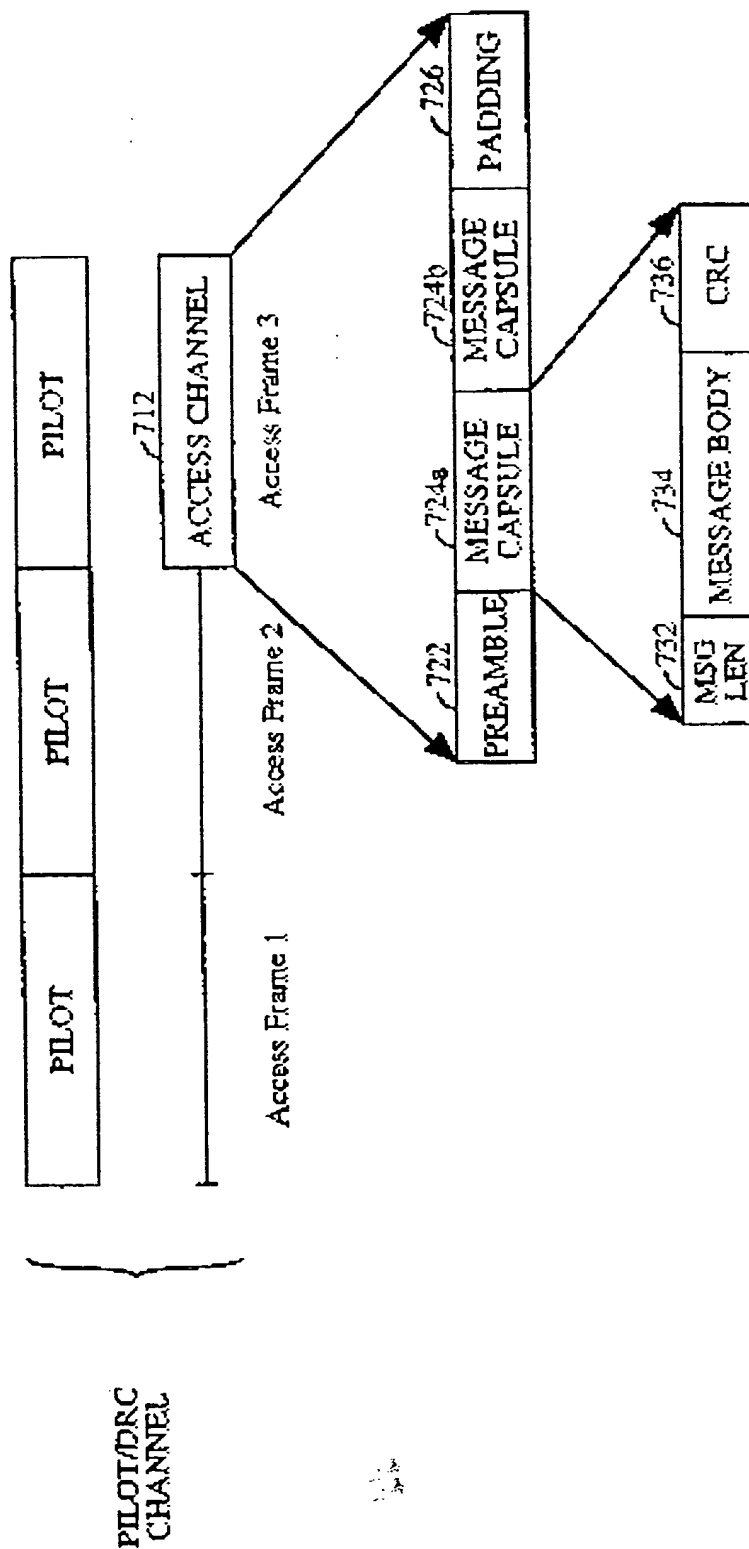 PILOT/DRC
CHANNEL
PILOT
PILOT
PILOT
712
ACCESS CHANNEL
Access Frame 1
Access Frame 2
Access Frame 3
722
724a
724b
726
PREAMBLE
MESSAGE
CAPSULE
MESSAGE
CAPSULE
PADDING
732
734
736
MSG
LEN
MESSAGE BODY
CRC